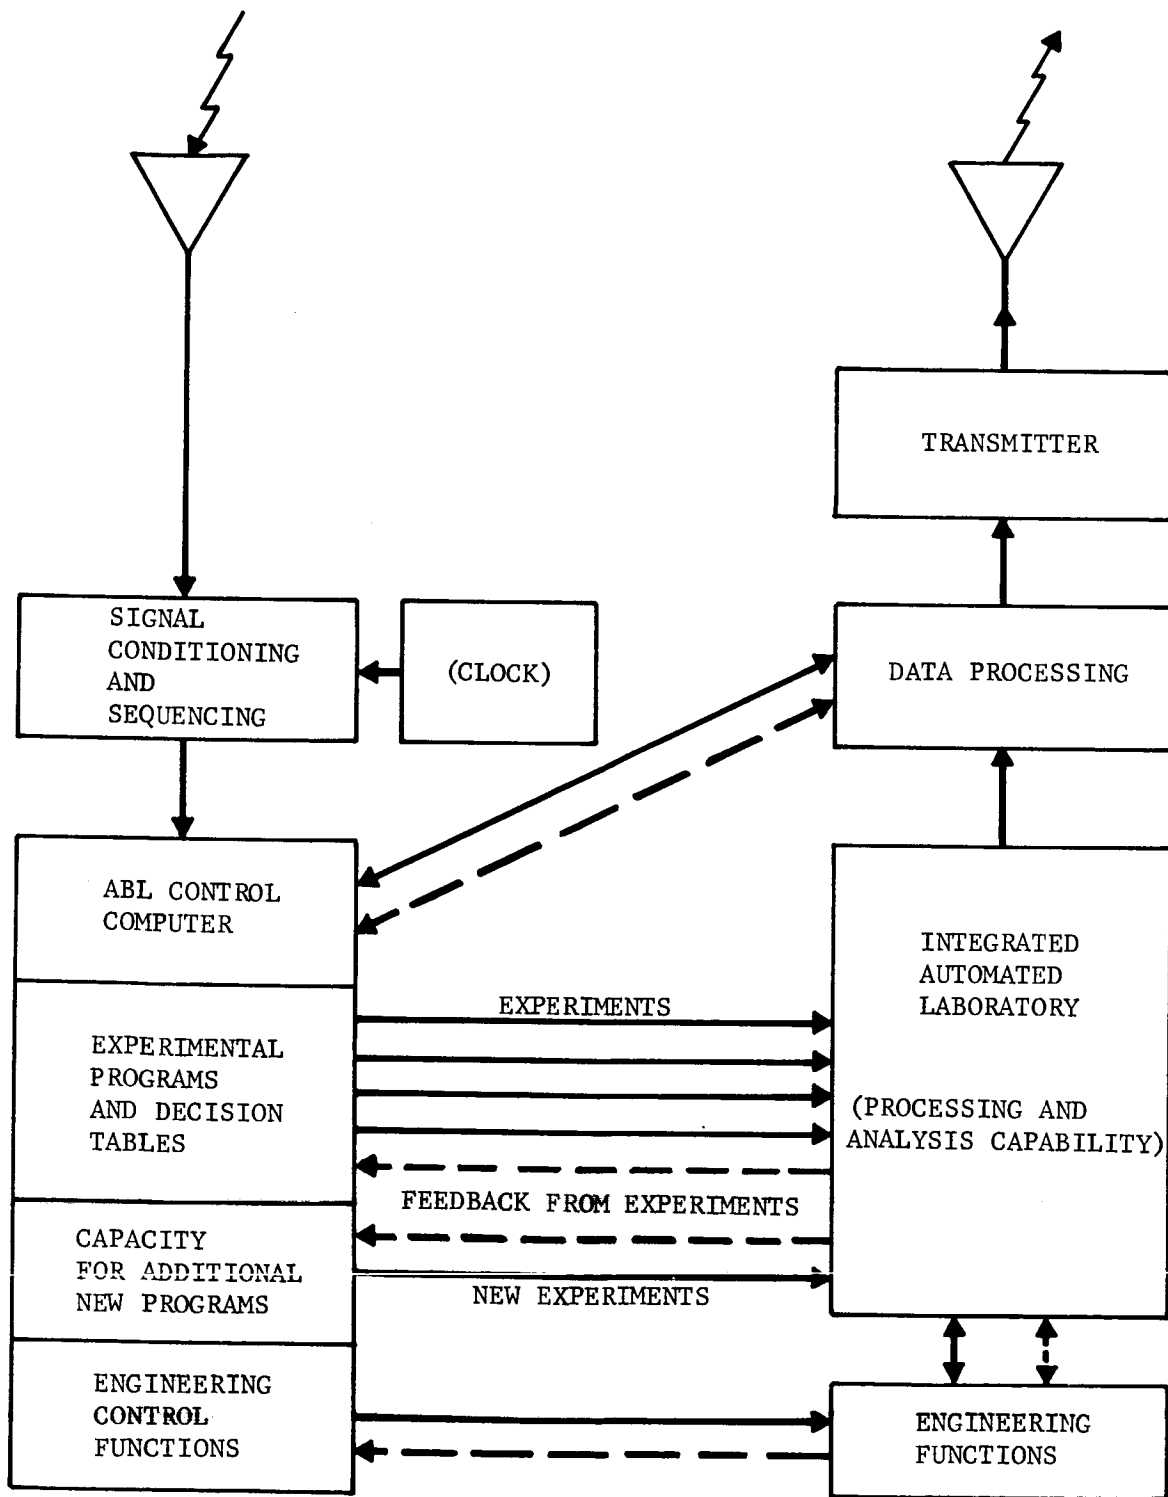 TRANSMITTER
SIGNAL
CONDITIONING
AND
SEQUENCING
(CLOCK)
DATA PROCESSING
ABL CONTROL
COMPUTER
EXPERIMENTAL
PROGRAMS
AND DECISION
TABLES
CAPACITY
FOR ADDITIONAL
NEW PROGRAMS
ENGINEERING
CONTROL
FUNCTIONS
EXPERIMENTS
FEEDBACK FROM EXPERIMENTS
NEW EXPERIMENTS
INTEGRATED
AUTOMATED
LABORATORY
(PROCESSING AND
ANALYSIS CAPABILITY)
ENGINEERING
FUNCTIONS